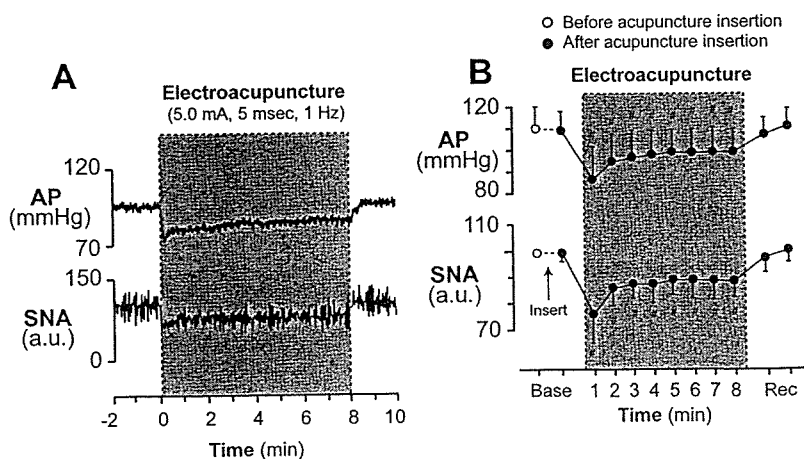 ○ Before acupuncture insertion
● After acupuncture insertion
A
Electroacupuncture
(5.0 mA, 5 msec, 1 Hz)
120
AP
(mmHg)
70
150
SNA
(a.u.)
0
-2 0 2 4 6 8 10
Time (min)
B
Electroacupuncture
120
AP
(mmHg)
80
110
SNA
(a.u.)
Insert
70
Base 1 2 3 4 5 6 7 8 Rec
Time (min)